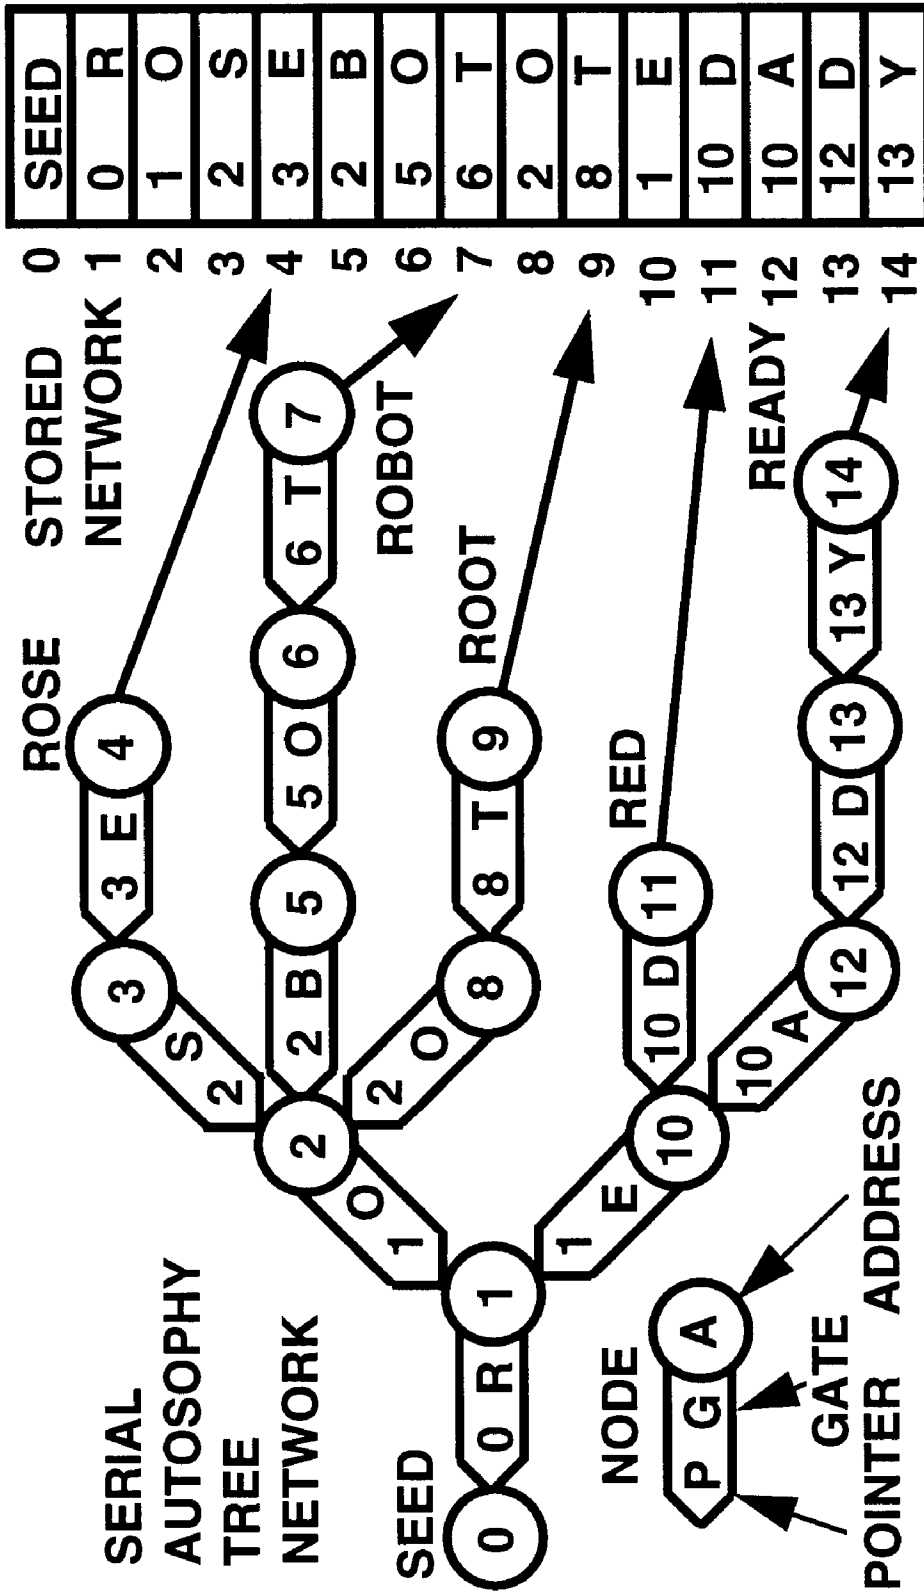 SERIAL
AUTOSOPHY
TREE
NETWORK
STORED
NETWORK
ROSE
ROBOT
ROOT
RED
READY
SEED
0
0 R
1
1 O
2
2 S
3
3 E
4
2 B
5
5 O
6
6 T
7
2 O
8
8 T
9
1 E
10
10 D
11
10 A
12
12 D
13
13 Y
14
NODE
P G A
GATE
POINTER ADDRESS
0 SEED
1 0 R
2 1 O
3 2 S
4 3 E
5 2 B
6 5 O
7 6 T
8 2 O
9 8 T
10 1 E
11 10 D
12 10 A
13 12 D
14 13 Y